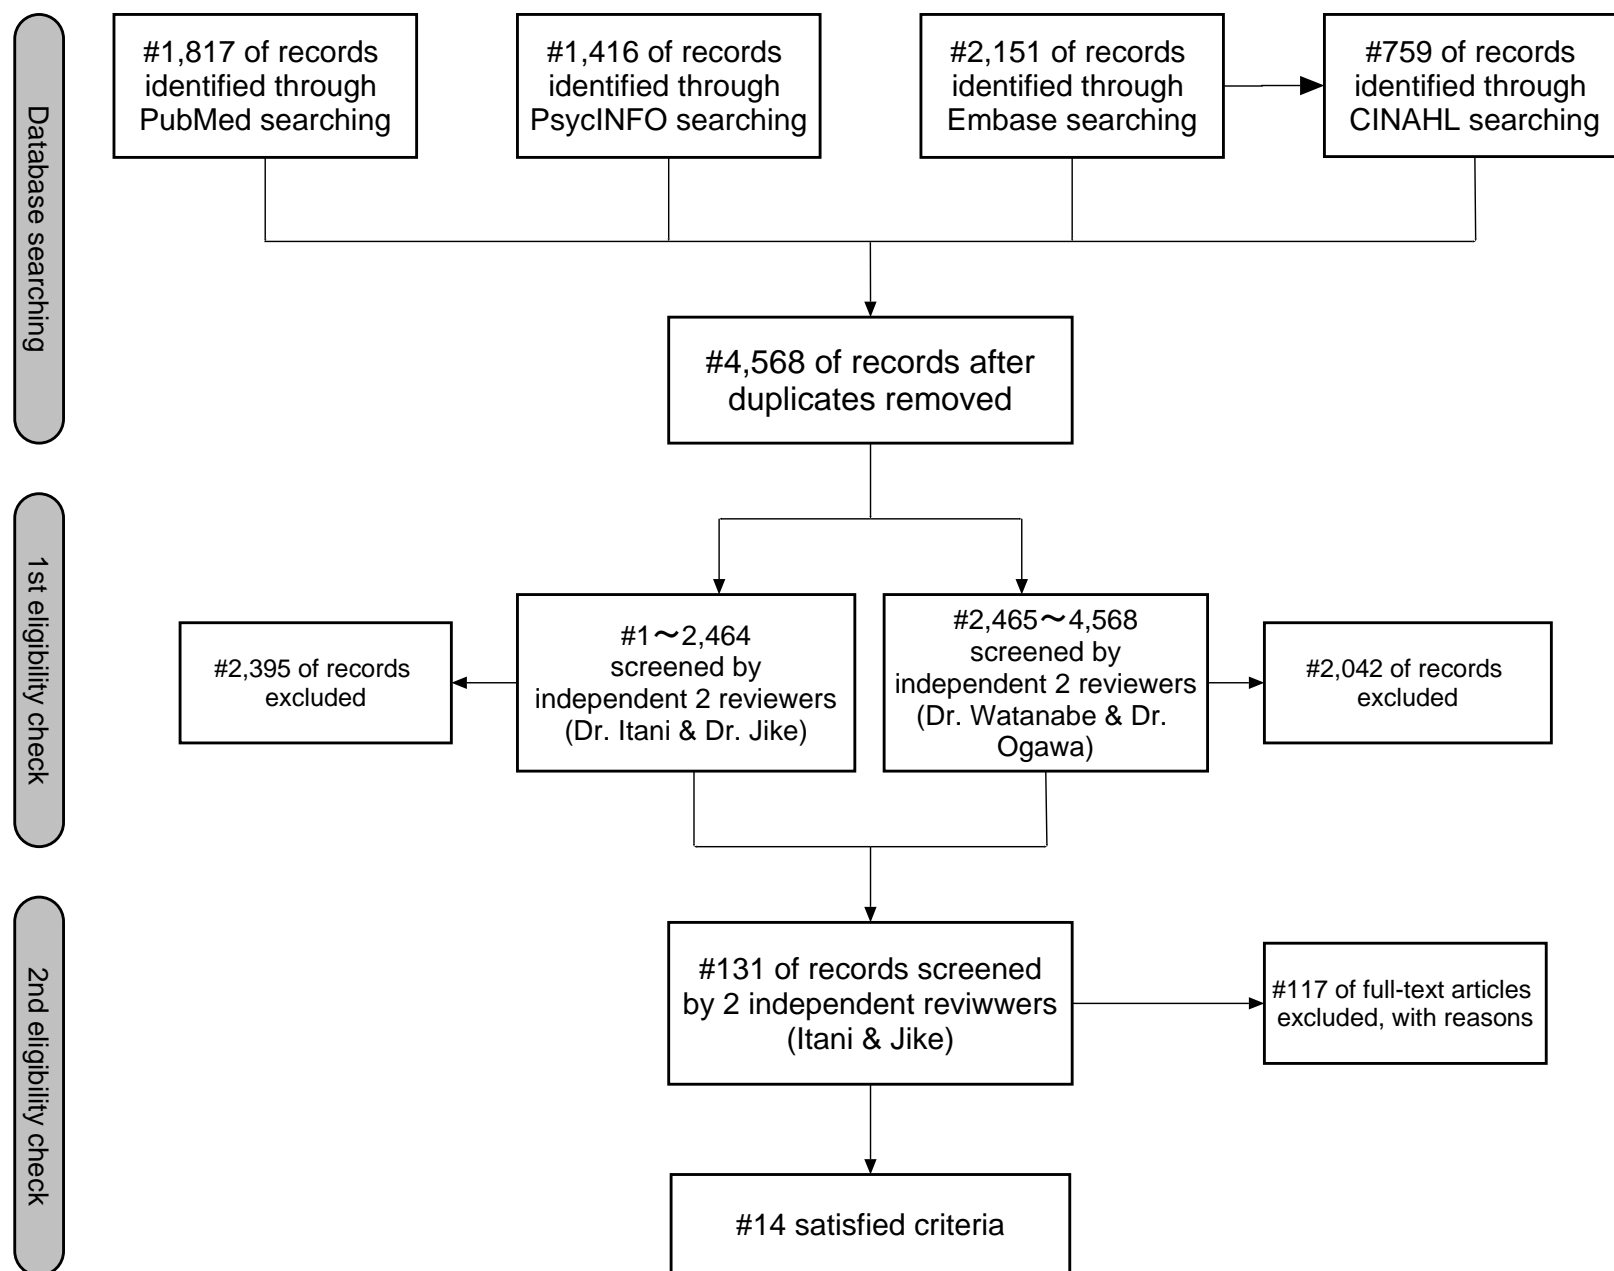 Database searching
#1,817 of records
identified through
PubMed searching
#1,416 of records
identified through
PsycINFO searching
#2,151 of records
identified through
Embase searching
#759 of records
identified through
CINAHL searching
#4,568 of records after
duplicates removed
1st eligibility check
#2,395 of records
excluded
#1～2,464
screened by
independent 2 reviewers
(Dr. Itani & Dr. Jike)
#2,465～4,568
screened by
independent 2 reviewers
(Dr. Watanabe & Dr.
Ogawa)
#2,042 of records
excluded
2nd eligibility check
#131 of records screened
by 2 independent reviwwers
(Itani & Jike)
#117 of full-text articles
excluded, with reasons
#14 satisfied criteria